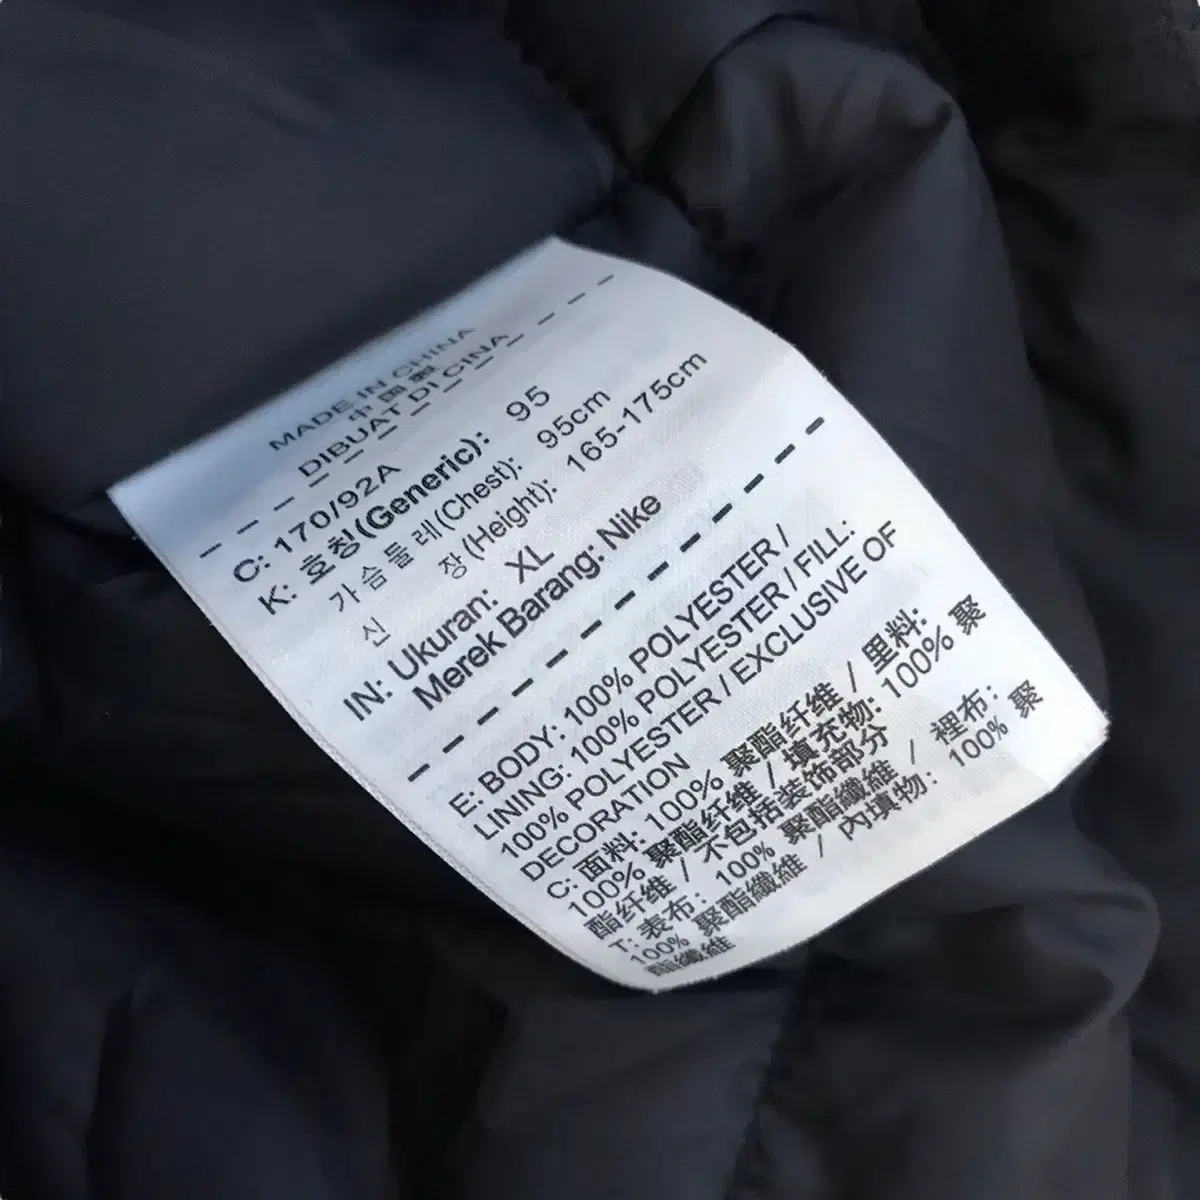 MADE IN CHINA
中国製
DIBUAT DI CINA
C: 170/92A
K: 호칭(Generic): 95
가슴둘레(Chest): 95cm
신 장(Height): 165-175cm
IN: Ukuran: XL
Merek Barang: Nike
E: BODY: 100% POLYESTER /
LINING: 100% POLYESTER / FILL:
100% POLYESTER / EXCLUSIVE OF
DECORATION
C: 面料: 100% 聚酯纤维 / 里料:
100% 聚酯纤维 / 填充物: 100% 聚
酯纤维 / 不包括装饰部分
T: 表布: 100% 聚酯纖維 / 裡布:
100% 聚酯纖維 / 內填物: 100% 聚
酯纖維